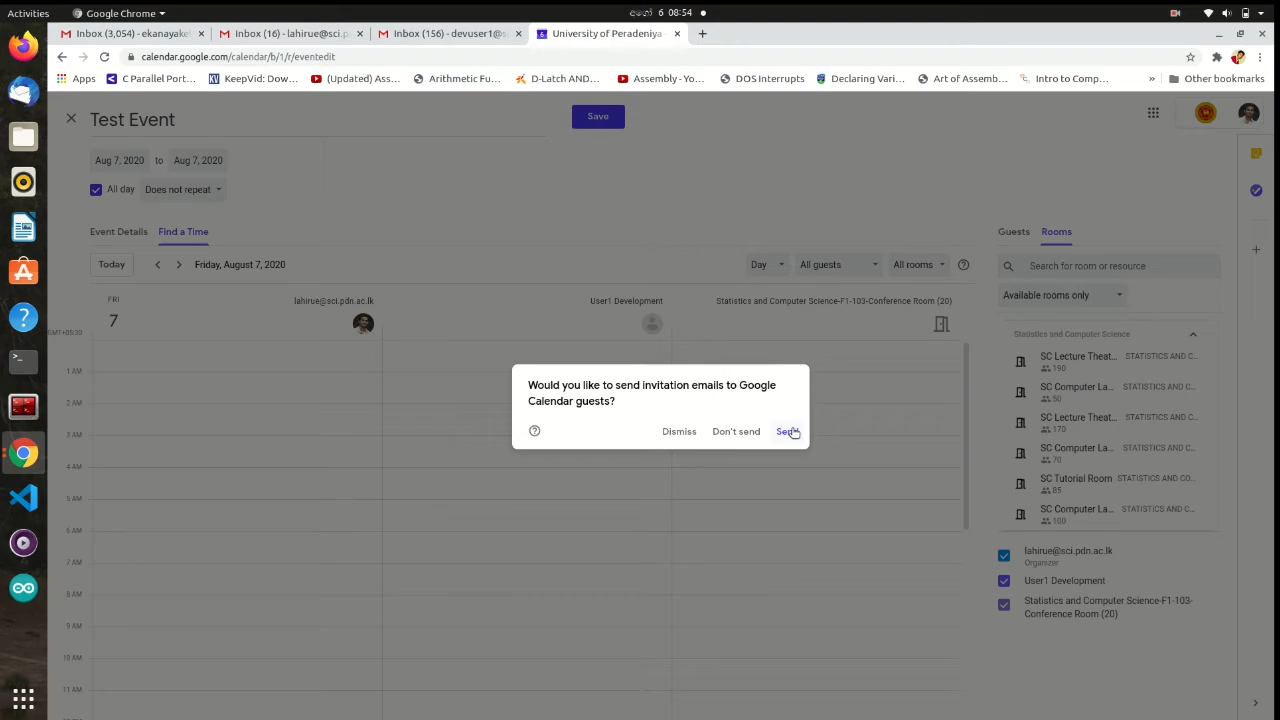 Activities
Google Chrome
අගෝ 6 08:54
Inbox (3,054) - ekanayake
Inbox (16) - lahirue@sci.p
Inbox (156) - devuser1@s
University of Peradeniya -
calendar.google.com/calendar/b/1/r/eventedit
Apps
C Parallel Port...
KeepVid: Dow...
(Updated) Ass...
Arithmetic Fu...
D-Latch AND...
Assembly - Yo...
DOS Interrupts
Declaring Vari...
Art of Assemb...
Intro to Comp...
»
Other bookmarks
Test Event
Save
Aug 7, 2020 to Aug 7, 2020
All day
Does not repeat
Event Details
Find a Time
Guests
Rooms
Today
Friday, August 7, 2020
Day
All guests
All rooms
Search for room or resource
Available rooms only
FRI
7
lahirue@sci.pdn.ac.lk
User1 Development
Statistics and Computer Science-F1-103-Conference Room (20)
GMT+05:30
1 AM
2 AM
3 AM
4 AM
5 AM
6 AM
7 AM
8 AM
9 AM
10 AM
11 AM
Would you like to send invitation emails to Google
Calendar guests?
Dismiss
Don't send
Send
Statistics and Computer Science
SC Lecture Theat... STATISTICS AND C...
190
SC Computer La... STATISTICS AND C...
50
SC Lecture Theat... STATISTICS AND C...
170
SC Computer La... STATISTICS AND C...
70
SC Tutorial Room STATISTICS AND CO...
85
SC Computer La... STATISTICS AND C...
100
lahirue@sci.pdn.ac.lk
Organizer
User1 Development
Statistics and Computer Science-F1-103-
Conference Room (20)